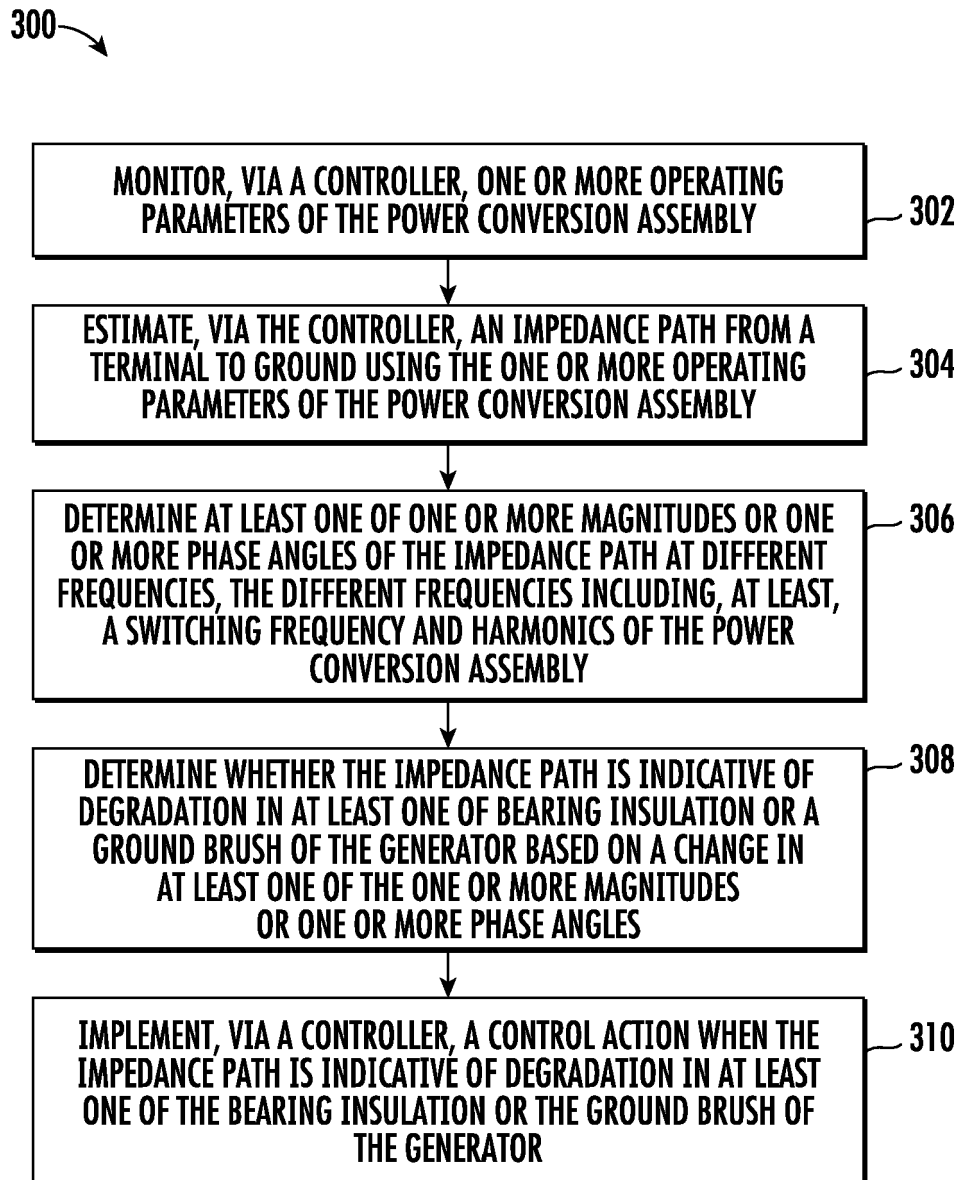 300
MONITOR, VIA A CONTROLLER, ONE OR MORE OPERATING
PARAMETERS OF THE POWER CONVERSION ASSEMBLY
302
ESTIMATE, VIA THE CONTROLLER, AN IMPEDANCE PATH FROM A
TERMINAL TO GROUND USING THE ONE OR MORE OPERATING
PARAMETERS OF THE POWER CONVERSION ASSEMBLY
304
DETERMINE AT LEAST ONE OF ONE OR MORE MAGNITUDES OR ONE
OR MORE PHASE ANGLES OF THE IMPEDANCE PATH AT DIFFERENT
FREQUENCIES, THE DIFFERENT FREQUENCIES INCLUDING, AT LEAST,
A SWITCHING FREQUENCY AND HARMONICS OF THE POWER
CONVERSION ASSEMBLY
306
DETERMINE WHETHER THE IMPEDANCE PATH IS INDICATIVE OF
DEGRADATION IN AT LEAST ONE OF BEARING INSULATION OR A
GROUND BRUSH OF THE GENERATOR BASED ON A CHANGE IN
AT LEAST ONE OF THE ONE OR MORE MAGNITUDES
OR ONE OR MORE PHASE ANGLES
308
IMPLEMENT, VIA A CONTROLLER, A CONTROL ACTION WHEN THE
IMPEDANCE PATH IS INDICATIVE OF DEGRADATION IN AT LEAST
ONE OF THE BEARING INSULATION OR THE GROUND BRUSH OF
THE GENERATOR
310